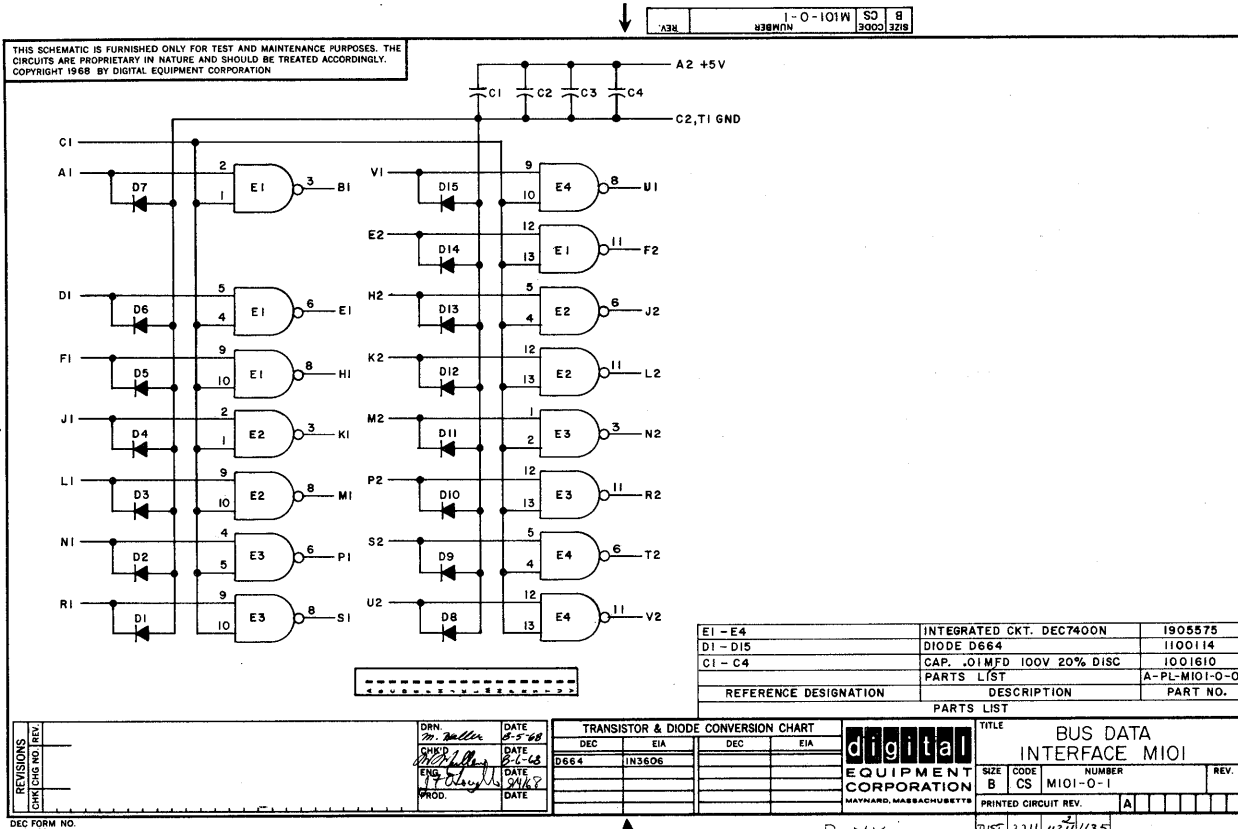 SIZE CODE NUMBER REV.
B CS M101-0-1
THIS SCHEMATIC IS FURNISHED ONLY FOR TEST AND MAINTENANCE PURPOSES. THE
CIRCUITS ARE PROPRIETARY IN NATURE AND SHOULD BE TREATED ACCORDINGLY.
COPYRIGHT 1968 BY DIGITAL EQUIPMENT CORPORATION
A2 +5V
C1 C2 C3 C4
C2,T1 GND
C1
A1 D7 2 1 E1 3 B1
V1 D15 9 10 E4 8 U1
E2 D14 12 13 E1 11 F2
D1 D6 5 4 E1 6 E1
H2 D13 5 4 E2 6 J2
F1 D5 9 10 E1 8 H1
K2 D12 12 13 E2 11 L2
J1 D4 2 1 E2 3 K1
M2 D11 1 2 E3 3 N2
L1 D3 9 10 E2 8 M1
P2 D10 12 13 E3 11 R2
N1 D2 4 5 E3 6 P1
S2 D9 5 4 E4 6 T2
R1 D1 9 10 E3 8 S1
U2 D8 12 13 E4 11 V2
A B C D E F H J K L M N P R S T U V
E1 - E4 INTEGRATED CKT. DEC7400N 1905575
D1 - D15 DIODE D664 1100114
C1 - C4 CAP. .01MFD 100V 20% DISC 1001610
PARTS LIST A-PL-M101-0-0
REFERENCE DESIGNATION DESCRIPTION PART NO.
PARTS LIST
REVISIONS
CHK CHG NO. REV.
DRN. DATE
8-5-68
CHK'D DATE
8-6-68
ENG. DATE
PROD. DATE
TRANSISTOR & DIODE CONVERSION CHART
DEC EIA DEC EIA
D664 1N3606
digital
EQUIPMENT
CORPORATION
MAYNARD, MASSACHUSETTS
TITLE
BUS DATA
INTERFACE M101
SIZE CODE NUMBER REV.
B CS M101-0-1
PRINTED CIRCUIT REV. A
DEC FORM NO.